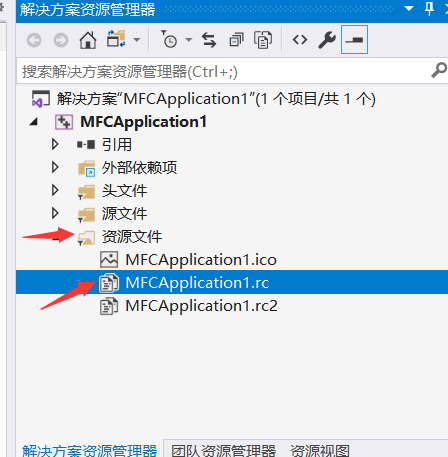 解决方案资源管理器
搜索解决方案资源管理器(Ctrl+;)
解决方案"MFCApplication1"(1 个项目/共 1 个)
MFCApplication1
引用
外部依赖项
头文件
源文件
资源文件
MFCApplication1.ico
MFCApplication1.rc
MFCApplication1.rc2
解决方案资源管理器 团队资源管理器 资源视图